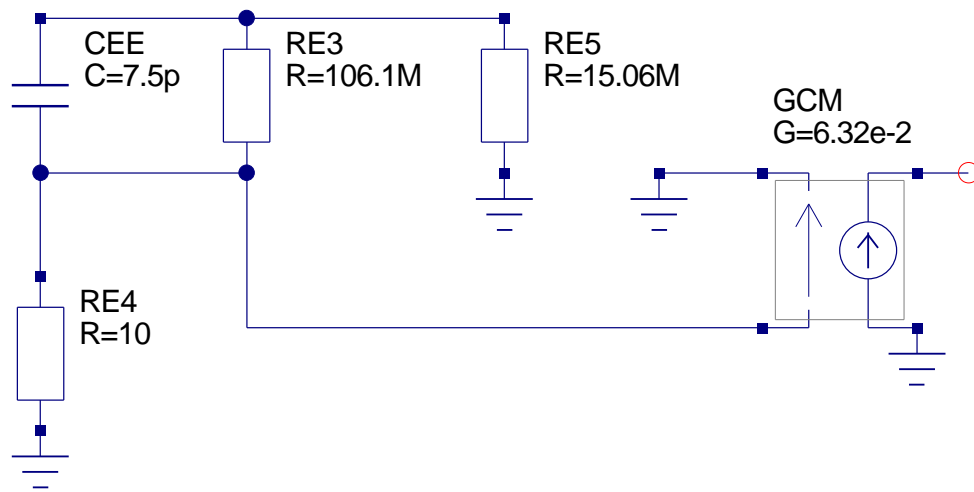 CEE
C=7.5p
RE3
R=106.1M
RE5
R=15.06M
GCM
G=6.32e-2
RE4
R=10